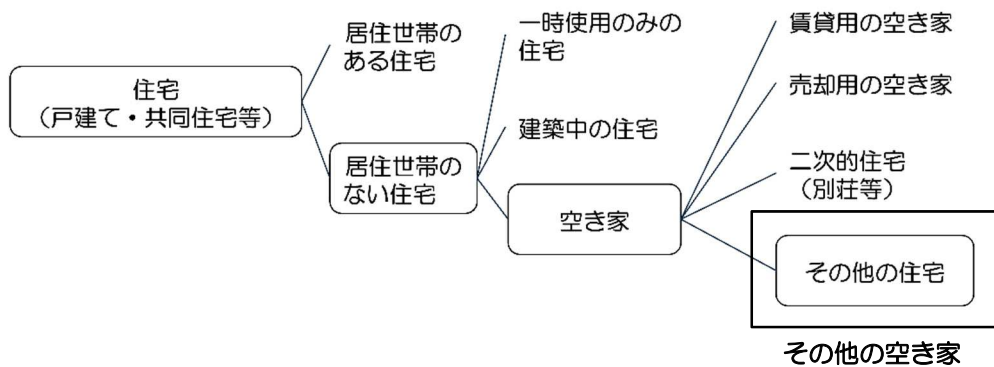 住宅
（戸建て・共同住宅等）
居住世帯の
ある住宅
居住世帯の
ない住宅
一時使用のみの
住宅
建築中の住宅
空き家
賃貸用の空き家
売却用の空き家
二次的住宅
（別荘等）
その他の住宅
その他の空き家